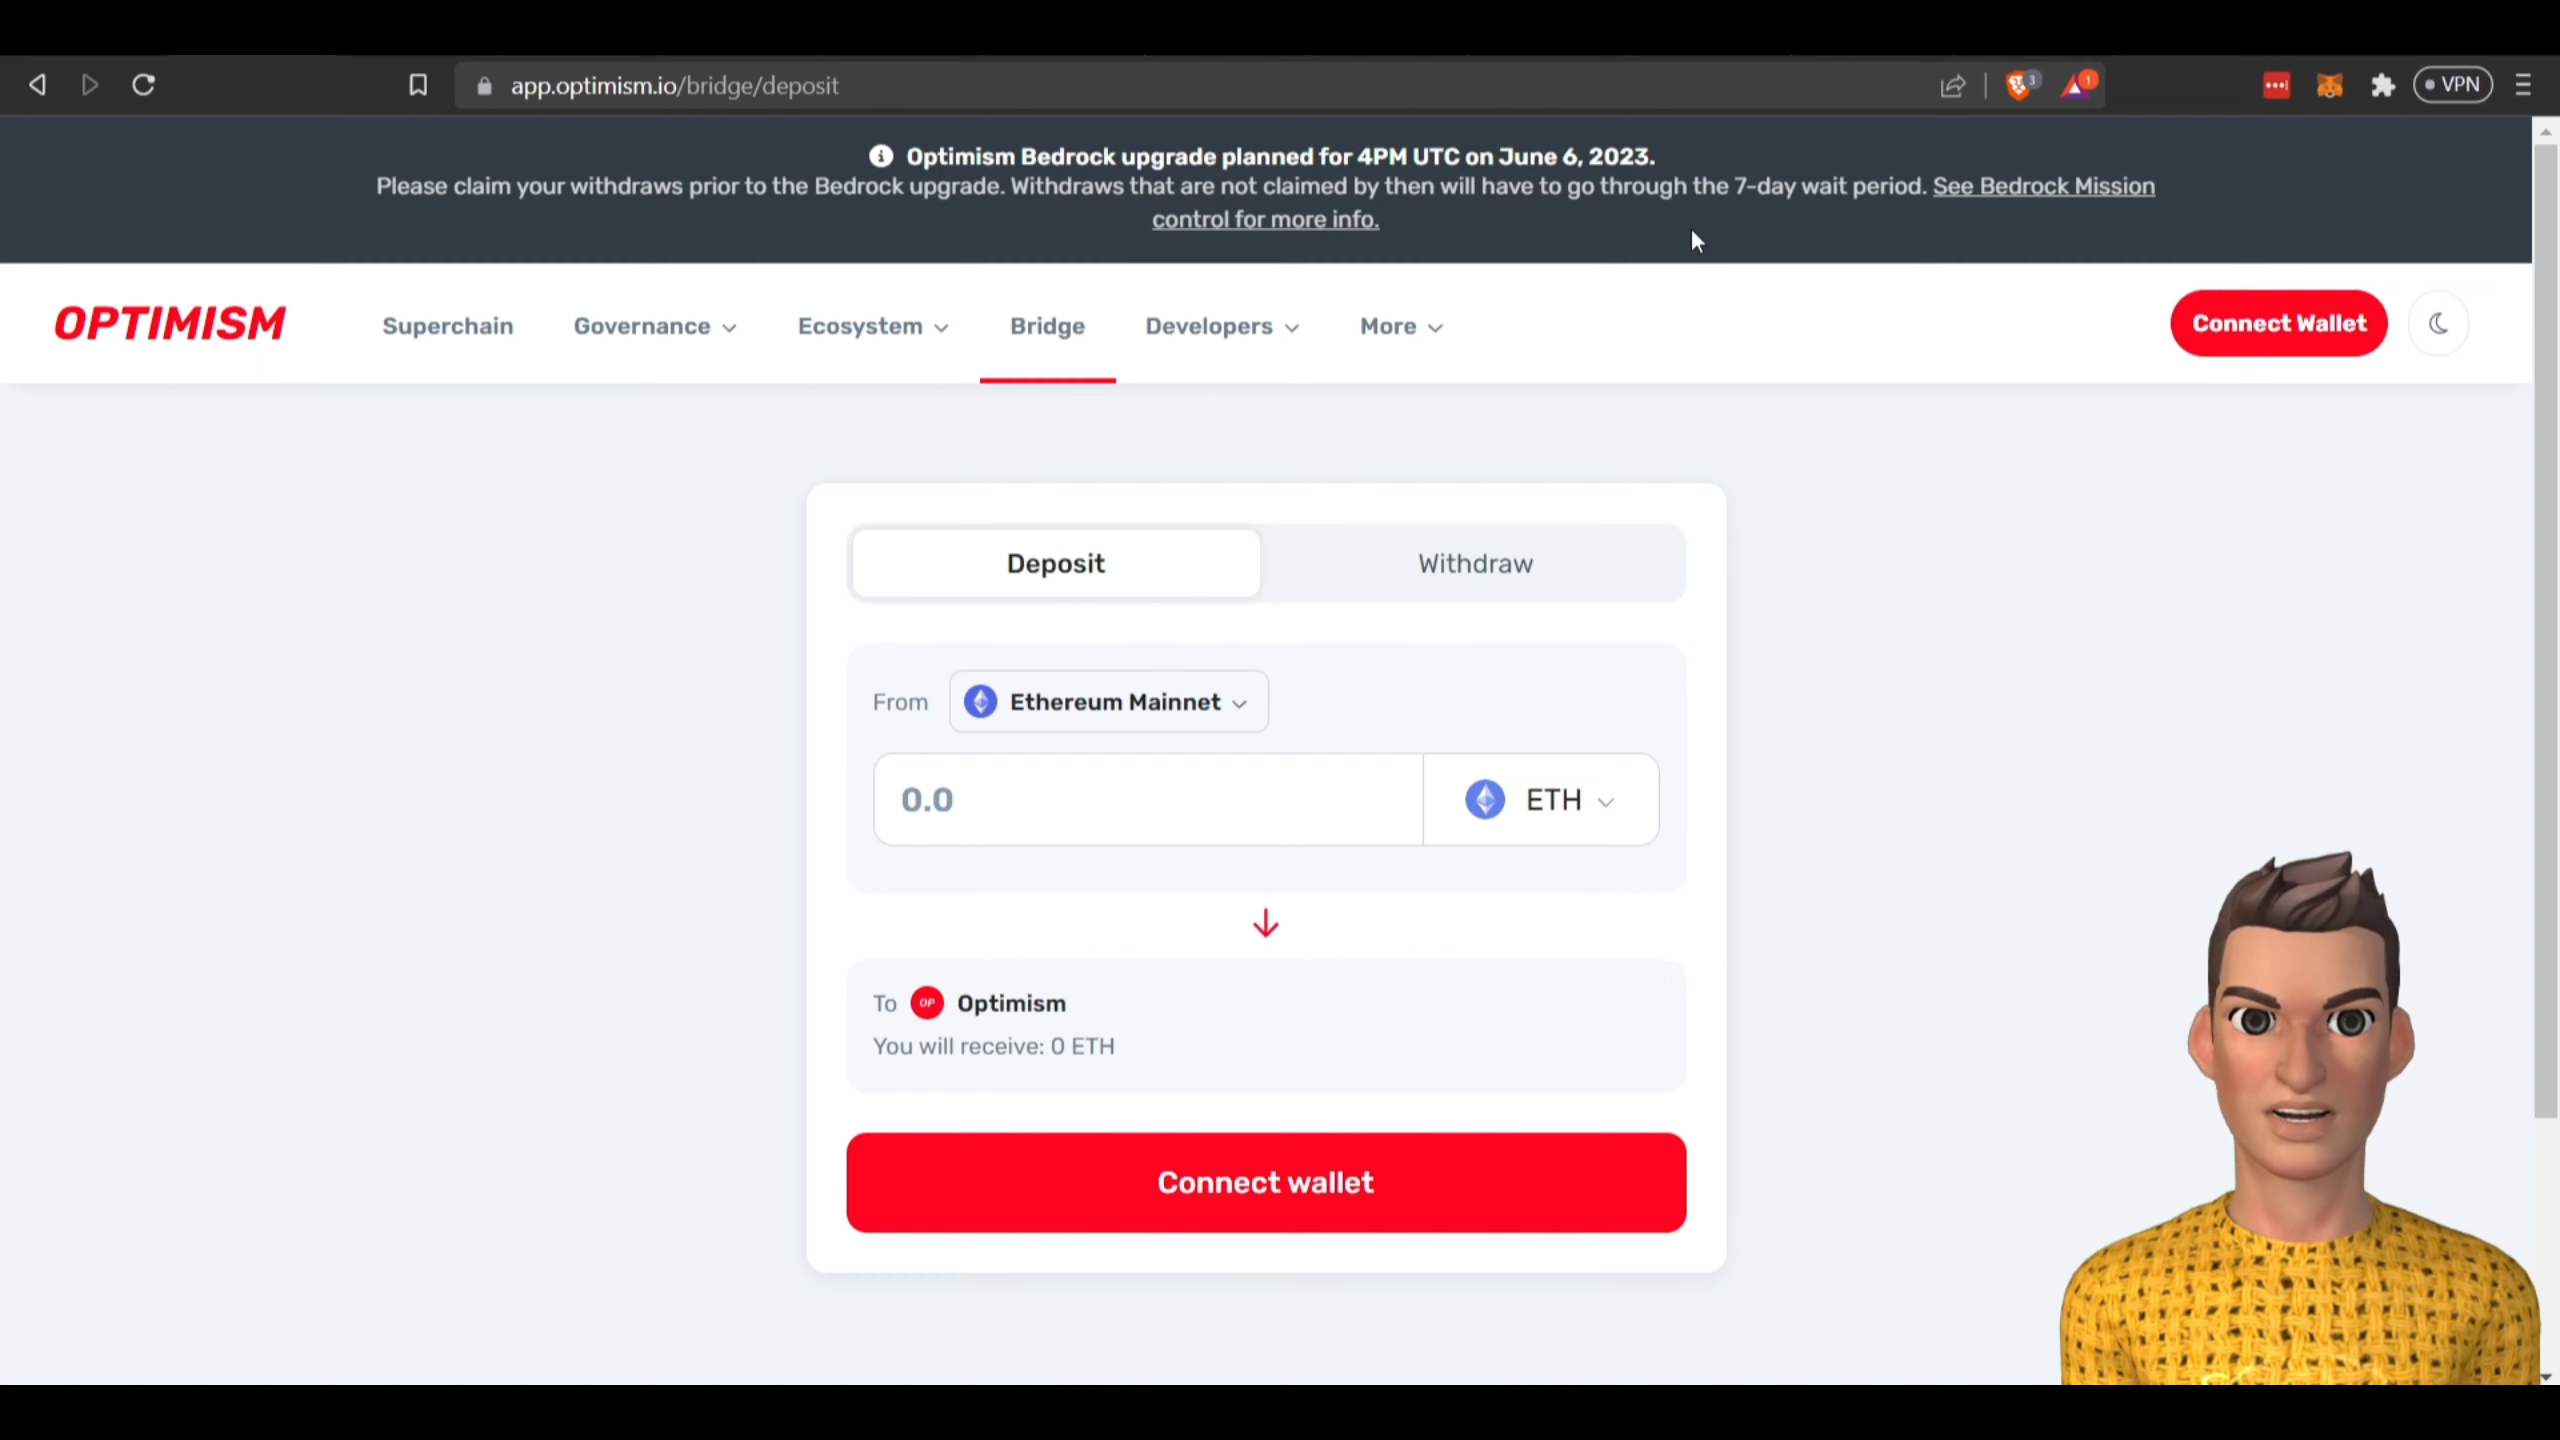 app.optimism.io/bridge/deposit
3
1
VPN
Optimism Bedrock upgrade planned for 4PM UTC on June 6, 2023.
Please claim your withdraws prior to the Bedrock upgrade. Withdraws that are not claimed by then will have to go through the 7-day wait period. See Bedrock Mission
control for more info.
OPTIMISM
Superchain
Governance
Ecosystem
Bridge
Developers
More
Connect Wallet
Deposit
Withdraw
From
Ethereum Mainnet
0.0
ETH
To
OP
Optimism
You will receive: 0 ETH
Connect wallet